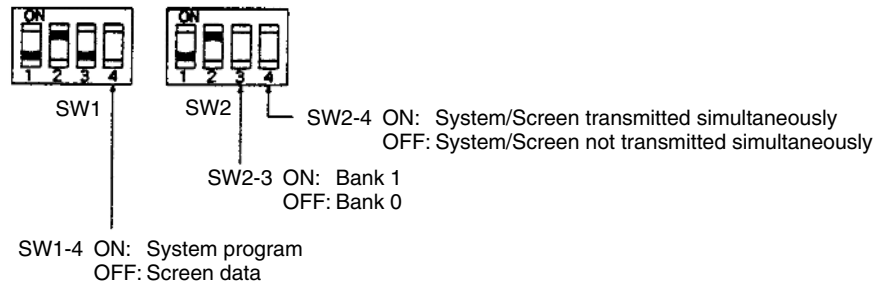 ON ON
1 2 3 4 1 2 3 4
SW1 SW2
SW2-4 ON: System/Screen transmitted simultaneously
OFF: System/Screen not transmitted simultaneously
SW2-3 ON: Bank 1
OFF: Bank 0
SW1-4 ON: System program
OFF: Screen data